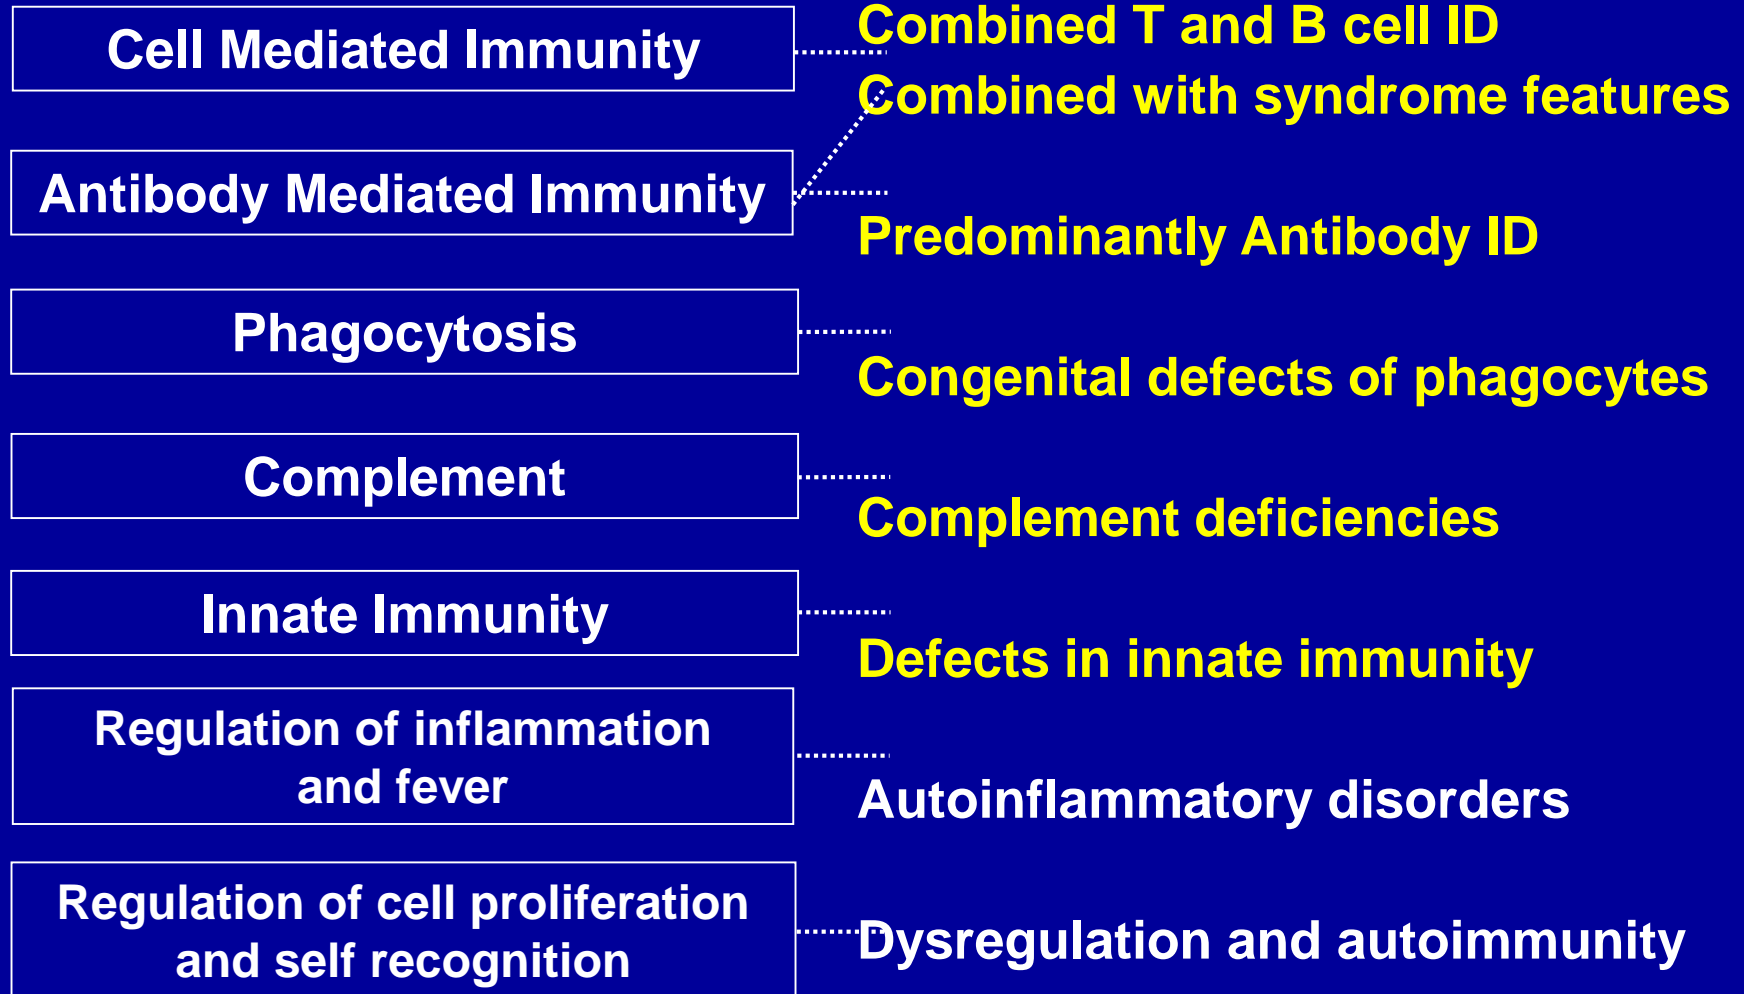 Cell Mediated Immunity
Combined T and B cell ID
Combined with syndrome features
Antibody Mediated Immunity
Predominantly Antibody ID
Phagocytosis
Congenital defects of phagocytes
Complement
Complement deficiencies
Innate Immunity
Defects in innate immunity
Regulation of inflammation
and fever
Autoinflammatory disorders
Regulation of cell proliferation
and self recognition
Dysregulation and autoimmunity